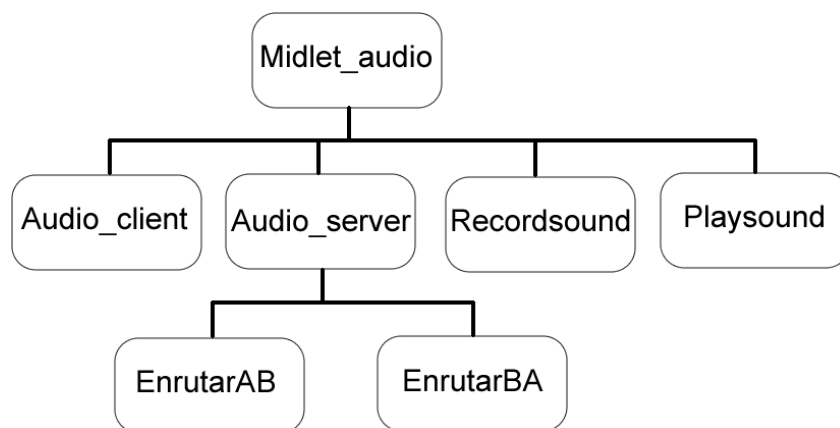 Midlet_audio
Audio_client
Audio_server
Recordsound
Playsound
EnrutarAB
EnrutarBA